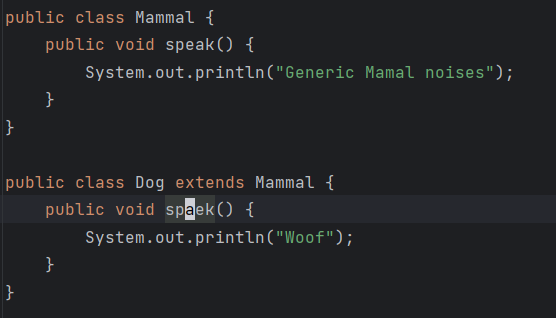 public class Mammal {
    public void speak() {
        System.out.println("Generic Mamal noises");
    }
}

public class Dog extends Mammal {
    public void spaek() {
        System.out.println("Woof");
    }
}